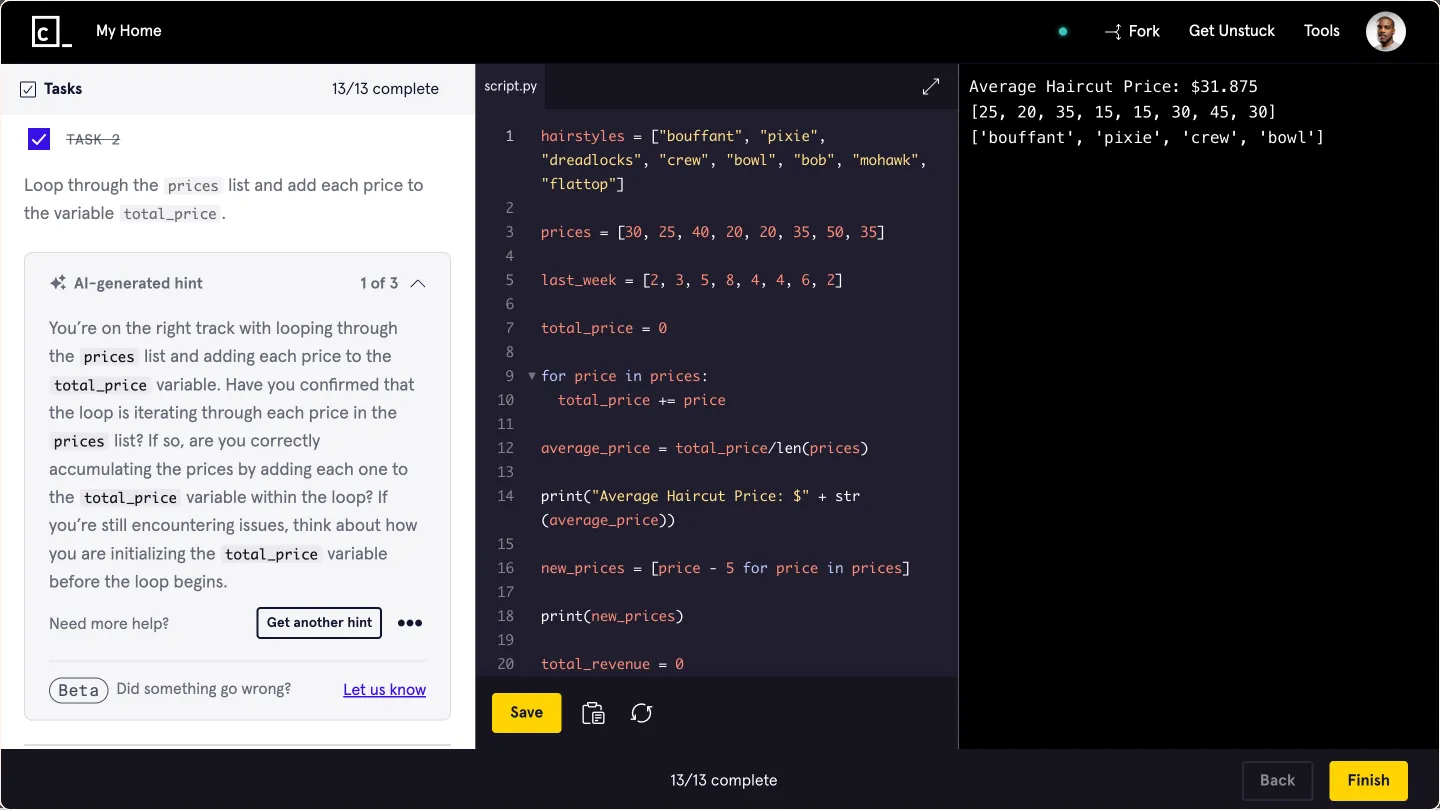 C_ My Home Fork Get Unstuck Tools
Tasks 13/13 complete
TASK 2
Loop through the prices list and add each price to
the variable total_price.
AI-generated hint 1 of 3
You’re on the right track with looping through
the prices list and adding each price to the
total_price variable. Have you confirmed that
the loop is iterating through each price in the
prices list? If so, are you correctly
accumulating the prices by adding each one to
the total_price variable within the loop? If
you’re still encountering issues, think about how
you are initializing the total_price variable
before the loop begins.
Need more help? Get another hint •••
Beta Did something go wrong? Let us know
script.py
1 hairstyles = ["bouffant", "pixie",
"dreadlocks", "crew", "bowl", "bob", "mohawk",
"flattop"]
2
3 prices = [30, 25, 40, 20, 20, 35, 50, 35]
4
5 last_week = [2, 3, 5, 8, 4, 4, 6, 2]
6
7 total_price = 0
8
9 for price in prices:
10 total_price += price
11
12 average_price = total_price/len(prices)
13
14 print("Average Haircut Price: $" + str
(average_price))
15
16 new_prices = [price - 5 for price in prices]
17
18 print(new_prices)
19
20 total_revenue = 0
Save
Average Haircut Price: $31.875
[25, 20, 35, 15, 15, 30, 45, 30]
['bouffant', 'pixie', 'crew', 'bowl']
13/13 complete
Back Finish